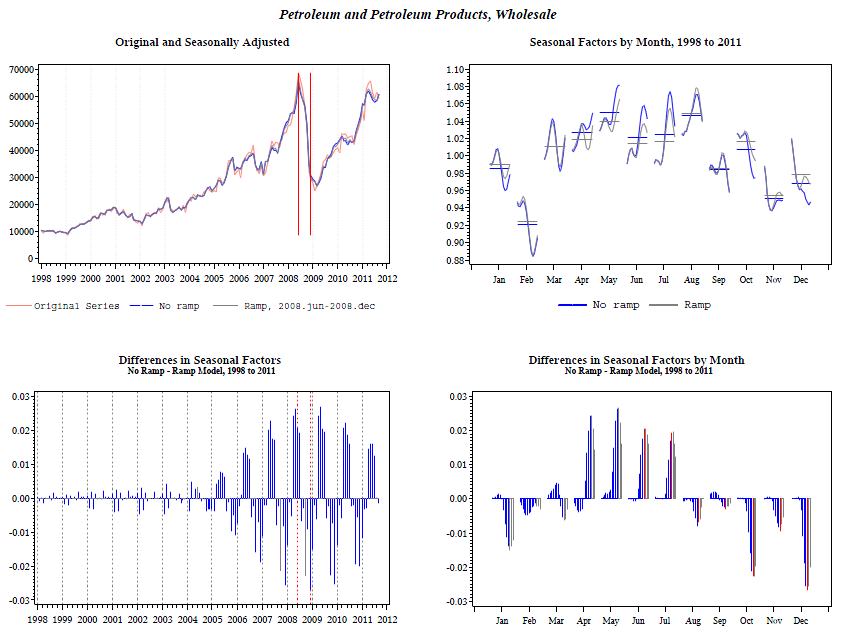 Petroleum and Petroleum Products, Wholesale
Original and Seasonally Adjusted
70000
60000
50000
40000
30000
20000
10000
0
1998 1999 2000 2001 2002 2003 2004 2005 2006 2007 2008 2009 2010 2011 2012
Original Series No ramp Ramp, 2008.jun-2008.dec
Seasonal Factors by Month, 1998 to 2011
1.10
1.08
1.06
1.04
1.02
1.00
0.98
0.96
0.94
0.92
0.90
0.88
Jan Feb Mar Apr May Jun Jul Aug Sep Oct Nov Dec
No ramp Ramp
Differences in Seasonal Factors
No Ramp - Ramp Model, 1998 to 2011
0.03
0.02
0.01
0.00
-0.01
-0.02
-0.03
1998 1999 2000 2001 2002 2003 2004 2005 2006 2007 2008 2009 2010 2011 2012
Differences in Seasonal Factors by Month
No Ramp - Ramp Model, 1998 to 2011
0.03
0.02
0.01
0.00
-0.01
-0.02
-0.03
Jan Feb Mar Apr May Jun Jul Aug Sep Oct Nov Dec